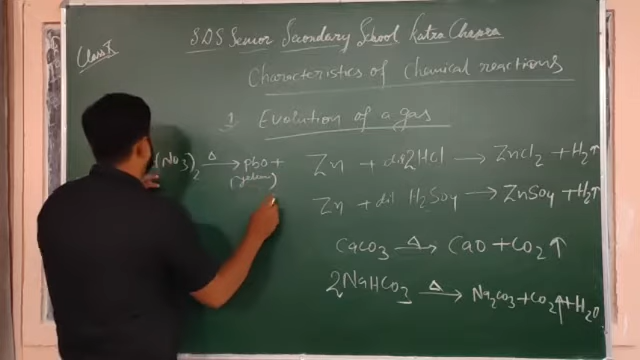 Class X
SDS Senior Secondary School Katra Chapra
Characteristics of chemical reactions
1. Evolution of a gas
(NO3)2 Δ→ PbO +
(yellow)
Zn + dil 2HCl → ZnCl2 + H2↑
Zn + dil H2SO4 → ZnSO4 + H2↑
CaCO3 Δ→ CaO + CO2↑
2NaHCO3 Δ→ Na2CO3 + CO2↑ + H2O